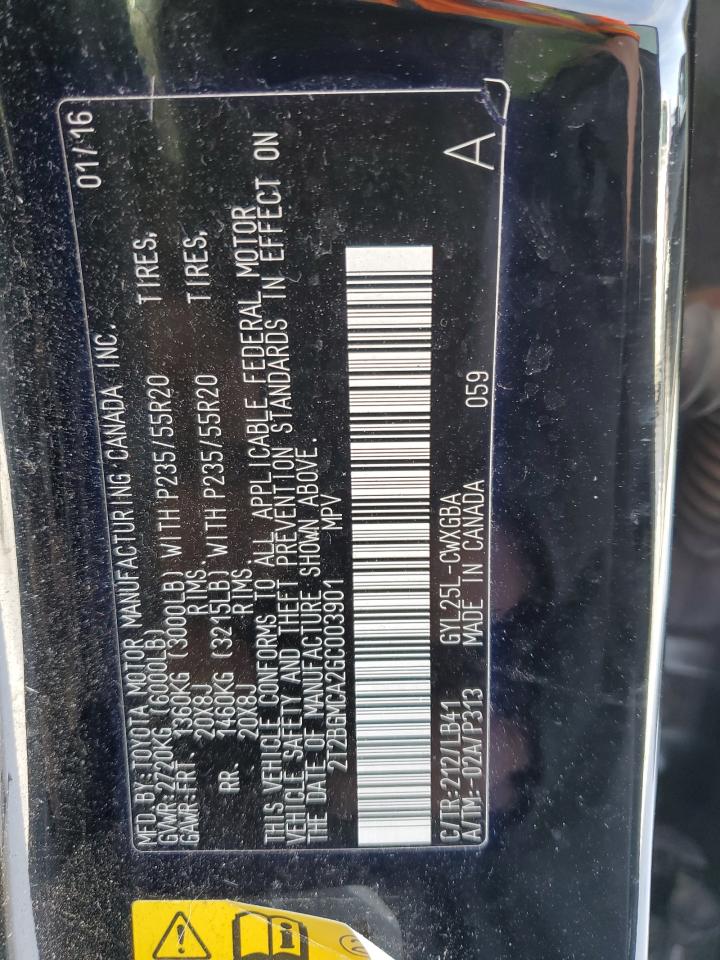 MFD.BY:TOYOTA MOTOR MANUFACTURING CANADA INC. 01/16
GVWR:2720KG (6000LB)
GAWR:FRT. 1360KG (3000LB) WITH P235/55R20 TIRES,
20X8J RIMS.
RR. 1460KG (3215LB) WITH P235/55R20 TIRES,
20X8J RIMS.
THIS VEHICLE CONFORMS TO ALL APPLICABLE FEDERAL MOTOR
VEHICLE SAFETY AND THEFT PREVENTION STANDARDS IN EFFECT ON
THE DATE OF MANUFACTURE SHOWN ABOVE.
2T2BGMCA2GC003901 MPV
C/TR:212/LB41 GYL25L-CWXGBA A
A/TM:-02A/P313 MADE IN CANADA 059